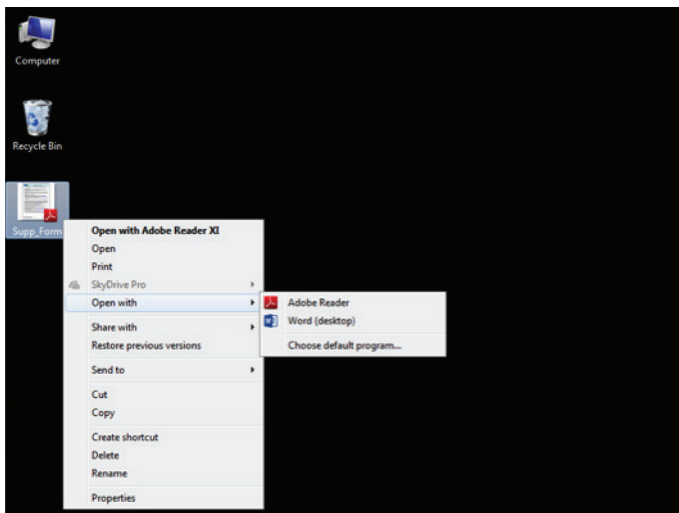 Computer
Recycle Bin
Supp_Form
Open with Adobe Reader XI
Open
Print
SkyDrive Pro
Open with
Share with
Restore previous versions
Send to
Cut
Copy
Create shortcut
Delete
Rename
Properties
Adobe Reader
Word (desktop)
Choose default program...